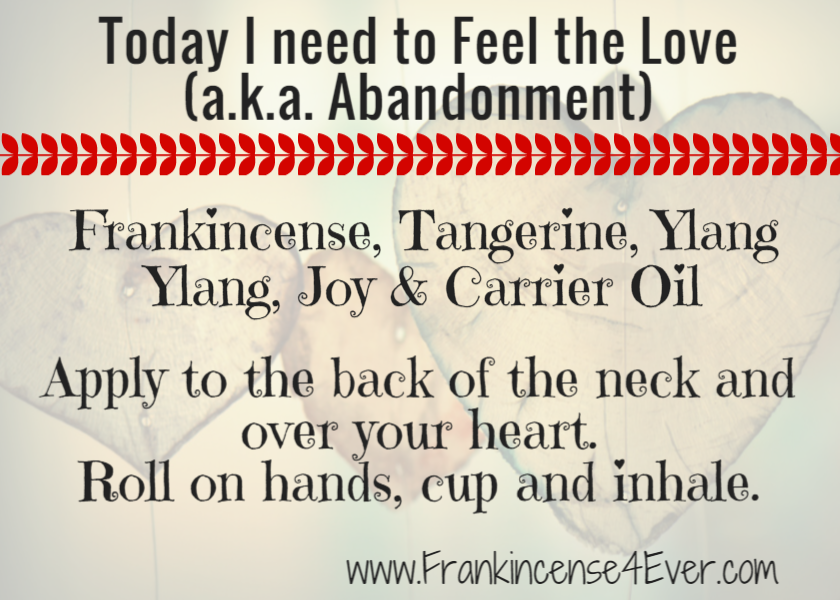 Today I need to Feel the Love
(a.k.a. Abandonment)
Frankincense, Tangerine, Ylang
Ylang, Joy & Carrier Oil
Apply to the back of the neck and
over your heart.
Roll on hands, cup and inhale.
www.Frankincense4Ever.com